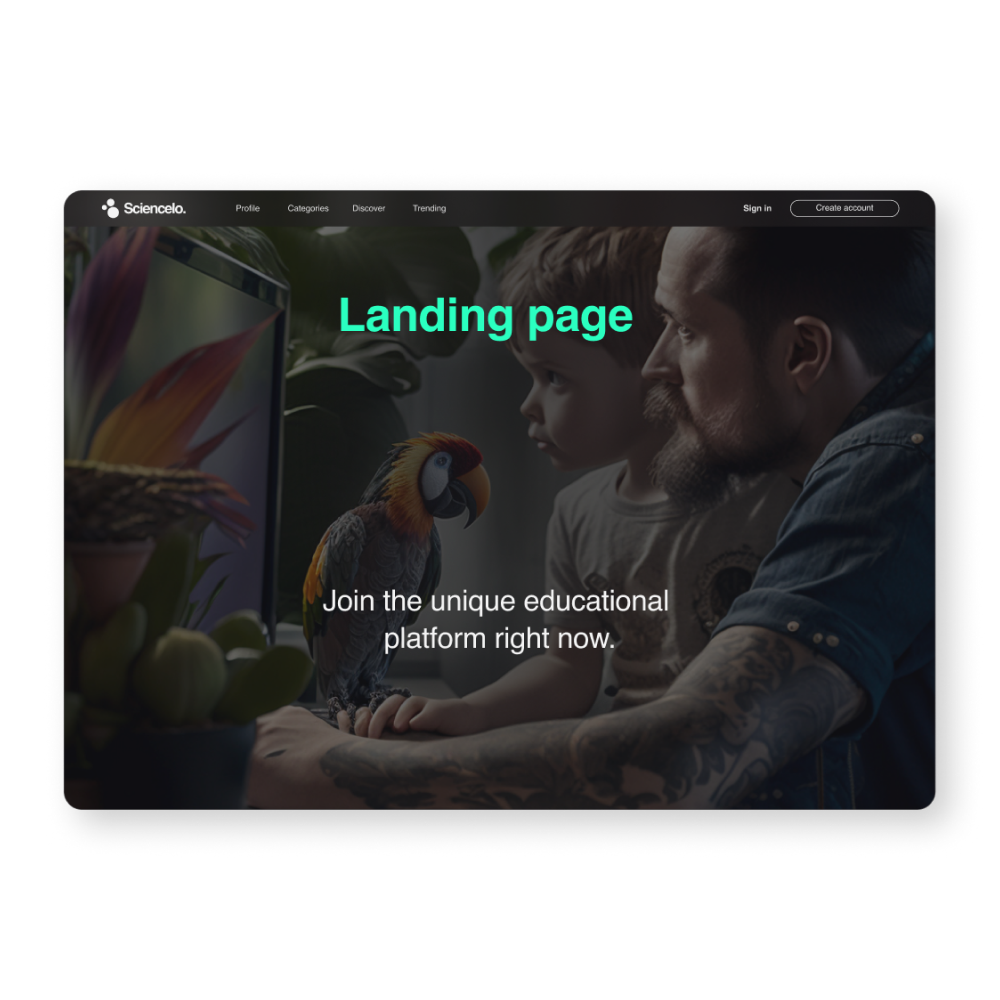 Sciencelo.
Profile Categories Discover Trending Sign in Create account
Landing page
Join the unique educational
platform right now.